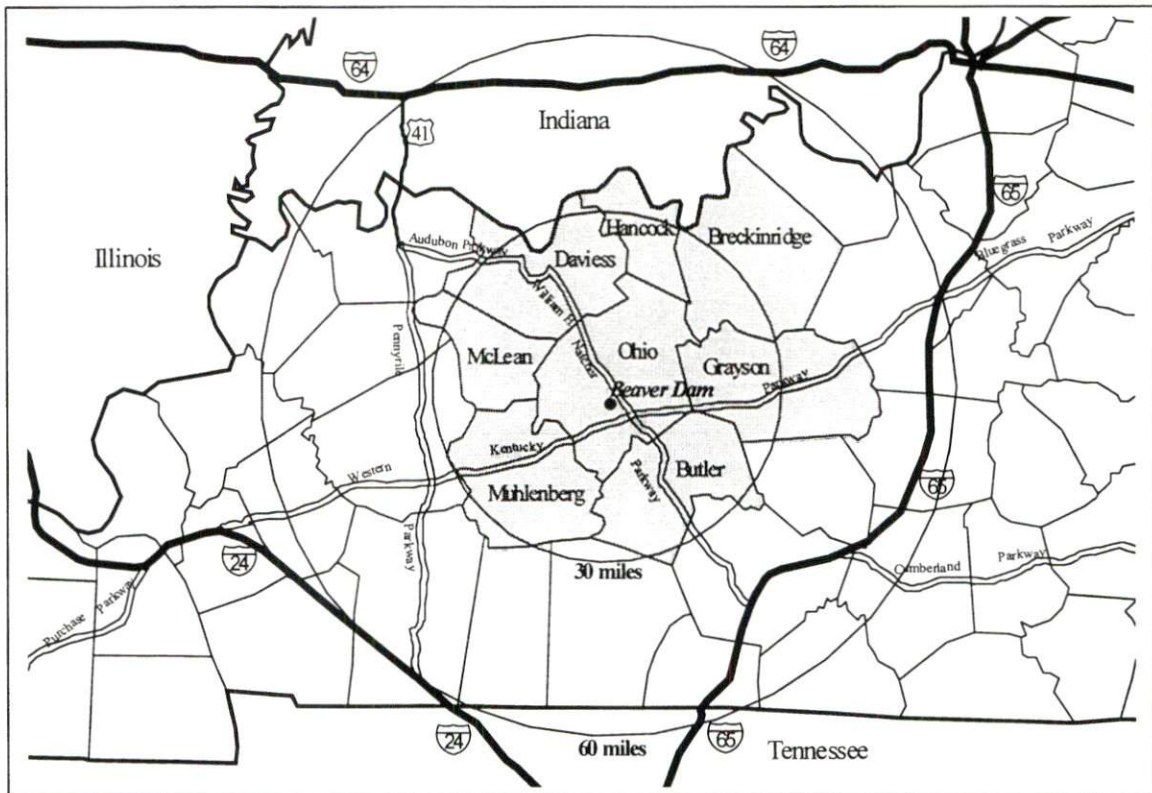 64
64
41
Indiana
Illinois
65
Hancock
Breckinridge
Bluegrass Parkway
Audubon Parkway
Daviess
William H. Natcher Parkway
Pennyrile Parkway
McLean
Ohio
Grayson
Beaver Dam
Western Kentucky Parkway
Butler
Muhlenberg
65
24
30 miles
Cumberland Parkway
Purchase Parkway
24
60 miles
65
Tennessee